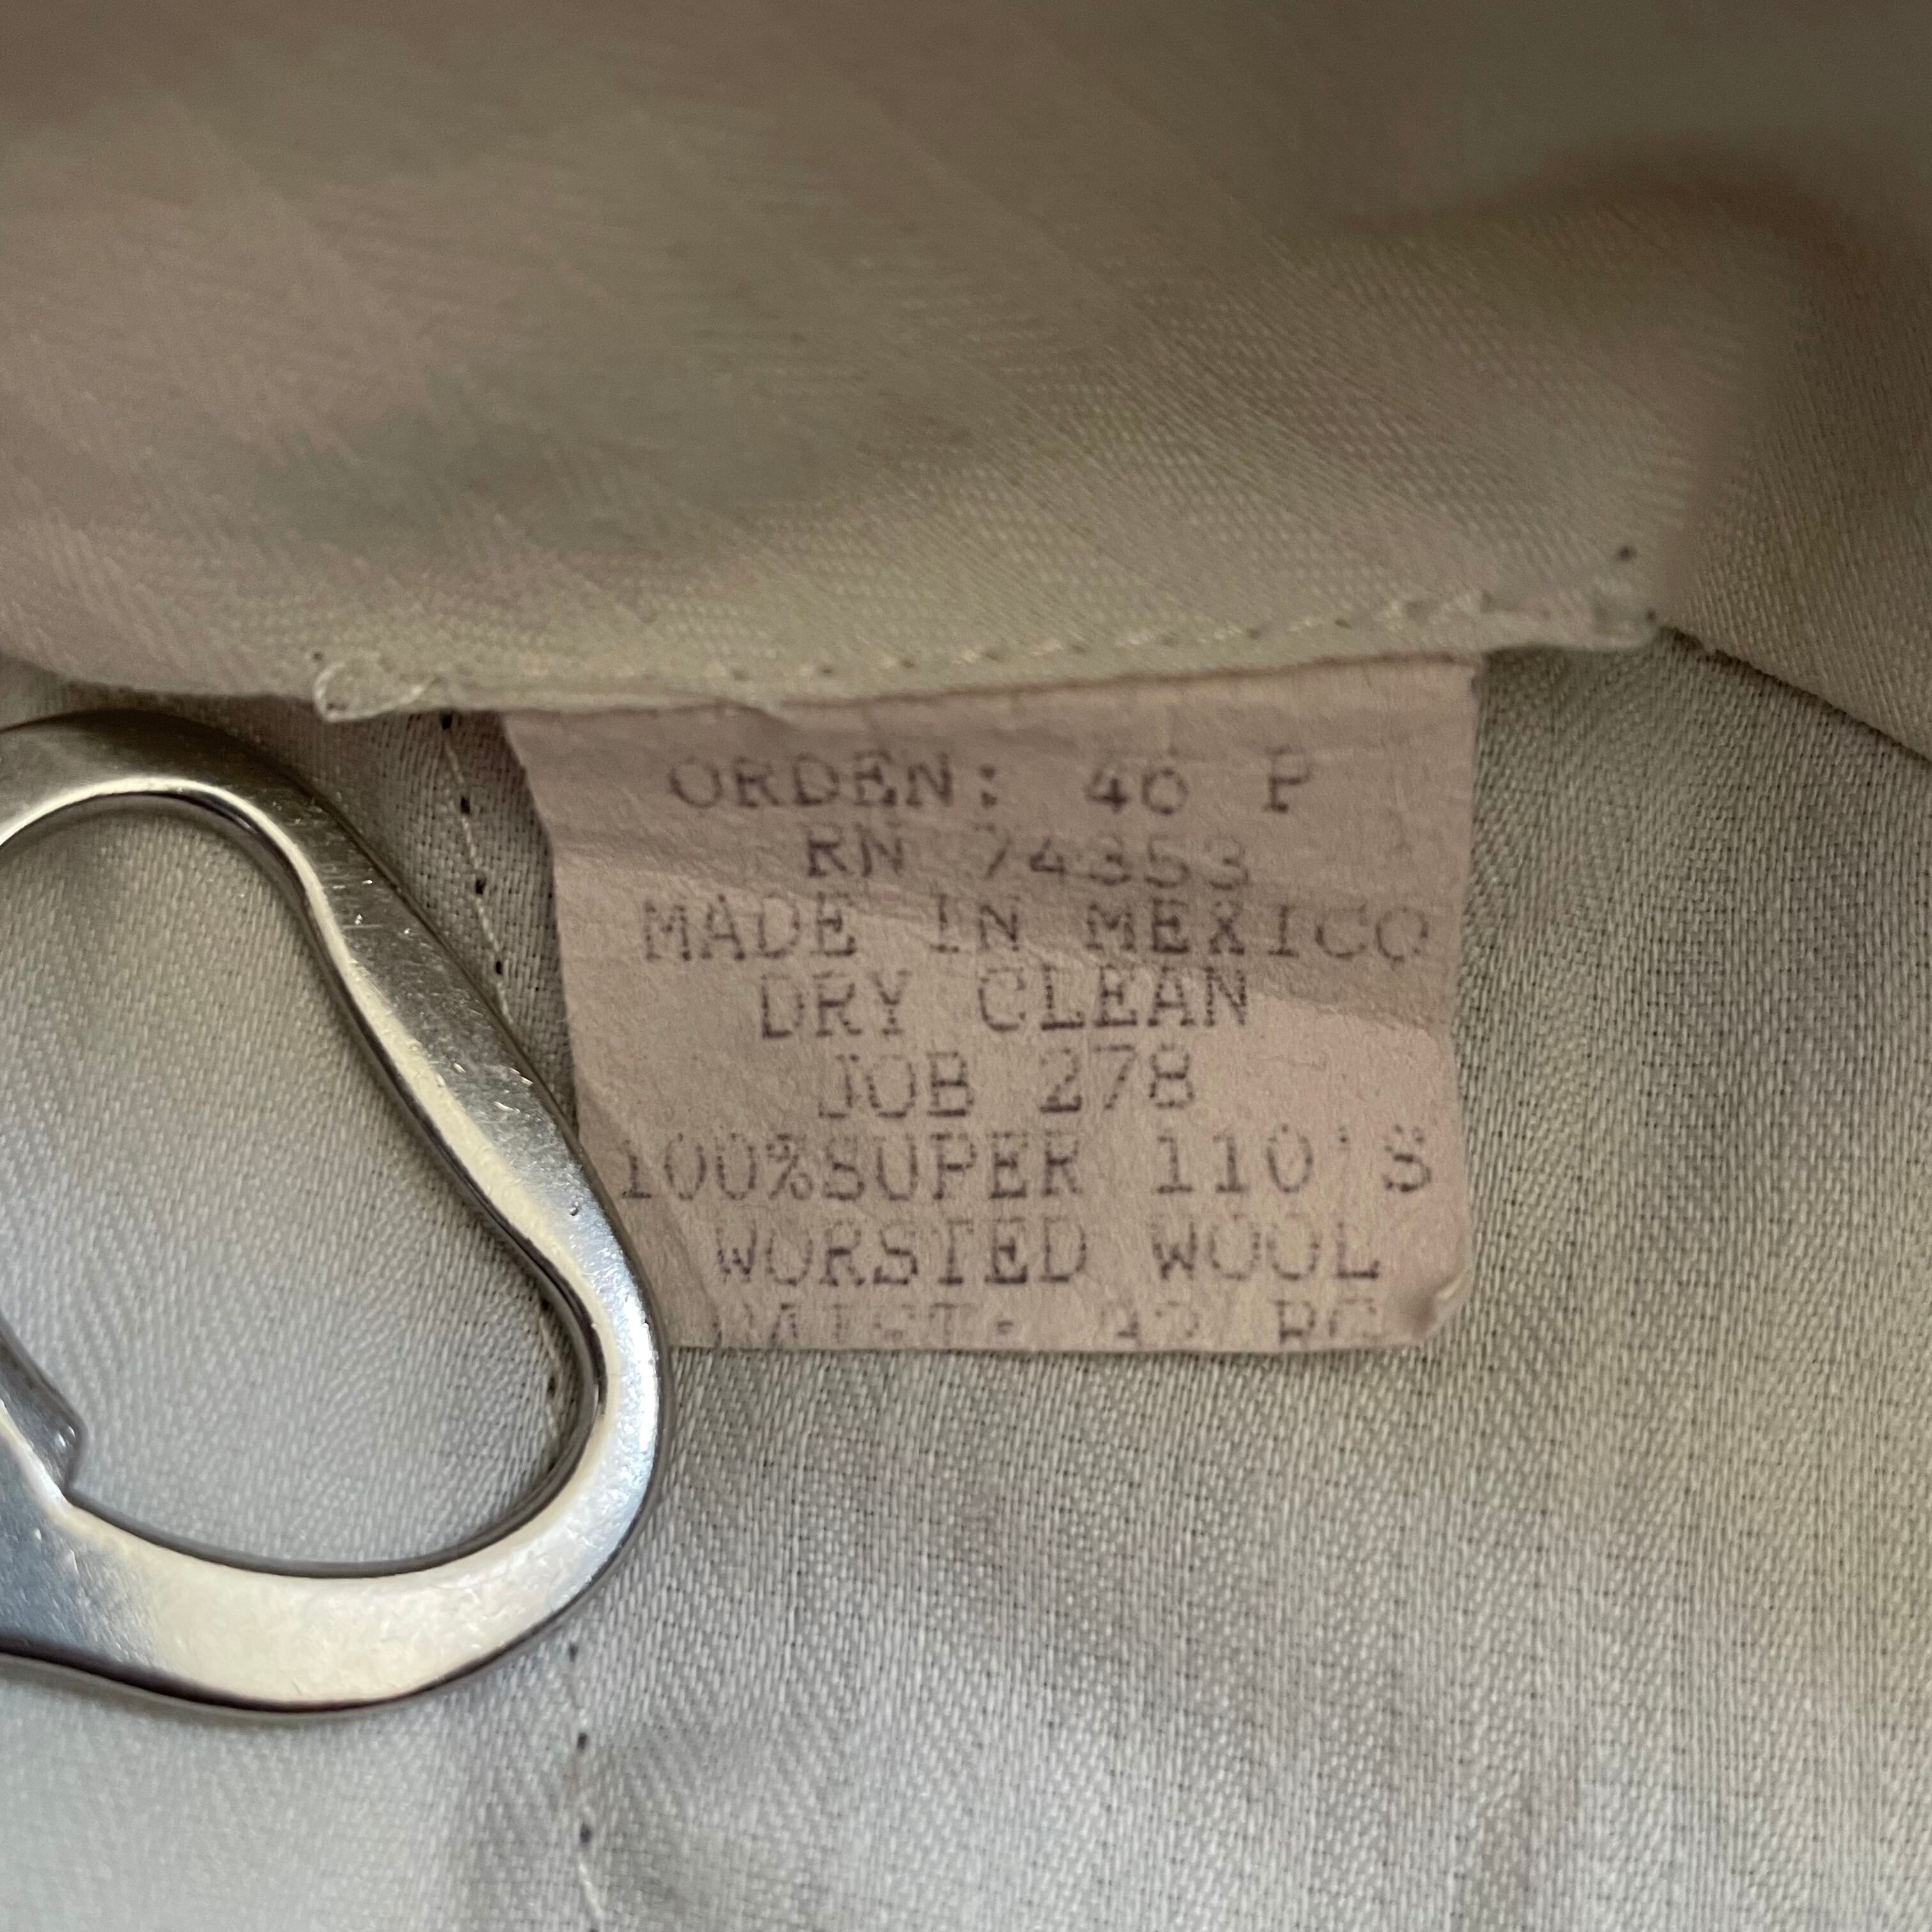 ORDEN: 46 P
RN 74353
MADE IN MEXICO
DRY CLEAN
JOB 278
100%SUPER 110'S
WORSTED WOOL